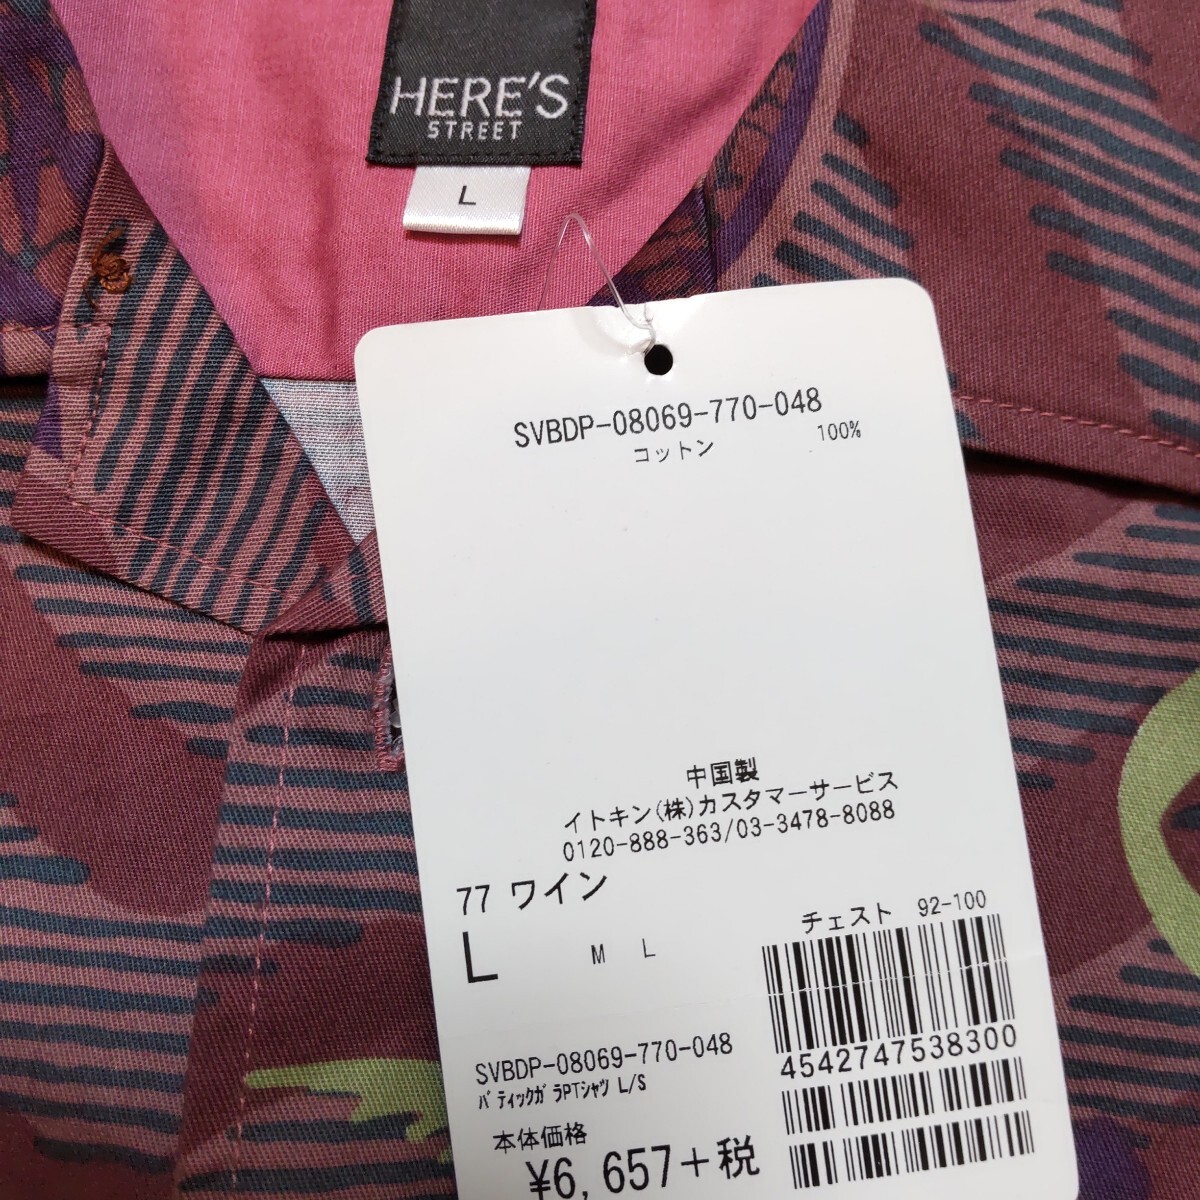 HERE'S
STREET
L
SVBDP-08069-770-048
コットン 100%
中国製
イトキン(株)カスタマーサービス
0120-888-363/03-3478-8088
77 ワイン
チェスト 92-100
L M L
4542747538300
SVBDP-08069-770-048
バティックガラPTシャツ L/S
本体価格
¥6,657+税